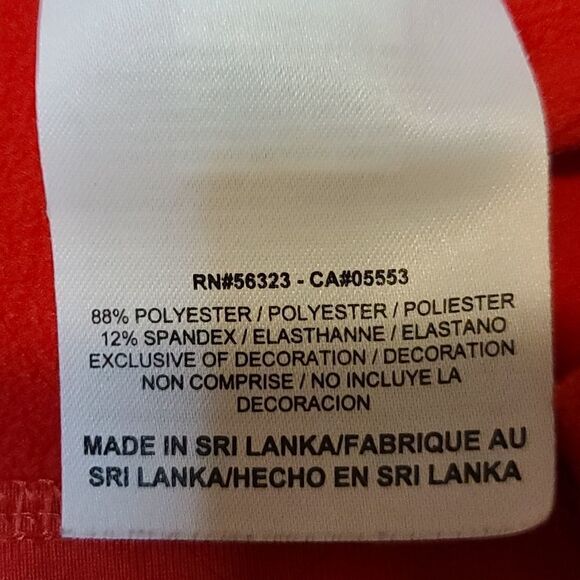 RN#56323 - CA#05553
88% POLYESTER / POLYESTER / POLIESTER
12% SPANDEX / ELASTHANNE / ELASTANO
EXCLUSIVE OF DECORATION / DECORATION
NON COMPRISE / NO INCLUYE LA
DECORACION
MADE IN SRI LANKA/FABRIQUE AU
SRI LANKA/HECHO EN SRI LANKA